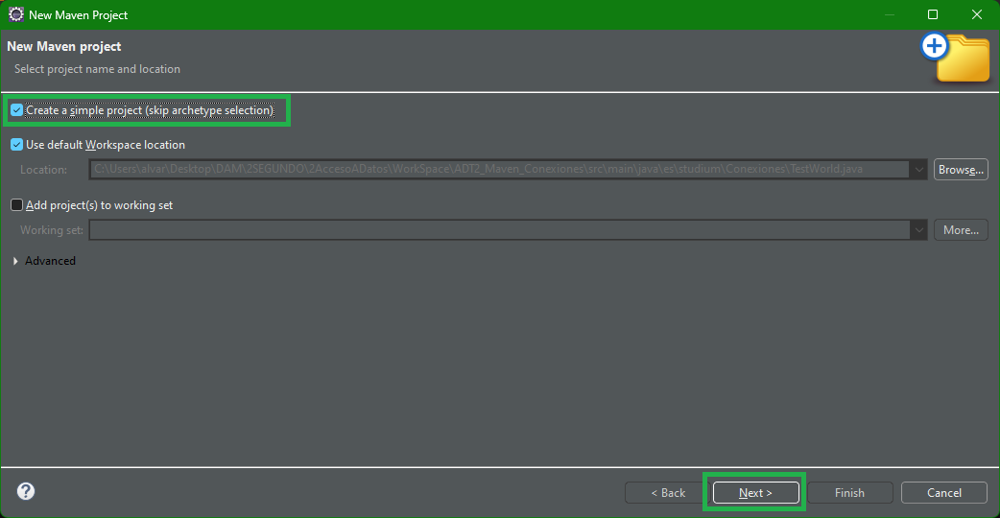 New Maven Project
New Maven project
Select project name and location
Create a simple project (skip archetype selection)
Use default Workspace location
Location: C:\Users\alvar\Desktop\DAM\2SEGUNDO\2AccesoADatos\WorkSpace\ADT2_Maven_Conexiones\src\main\java\es\studium\Conexiones\TestWorld.java Browse...
Add project(s) to working set
Working set: More...
Advanced
? < Back Next > Finish Cancel